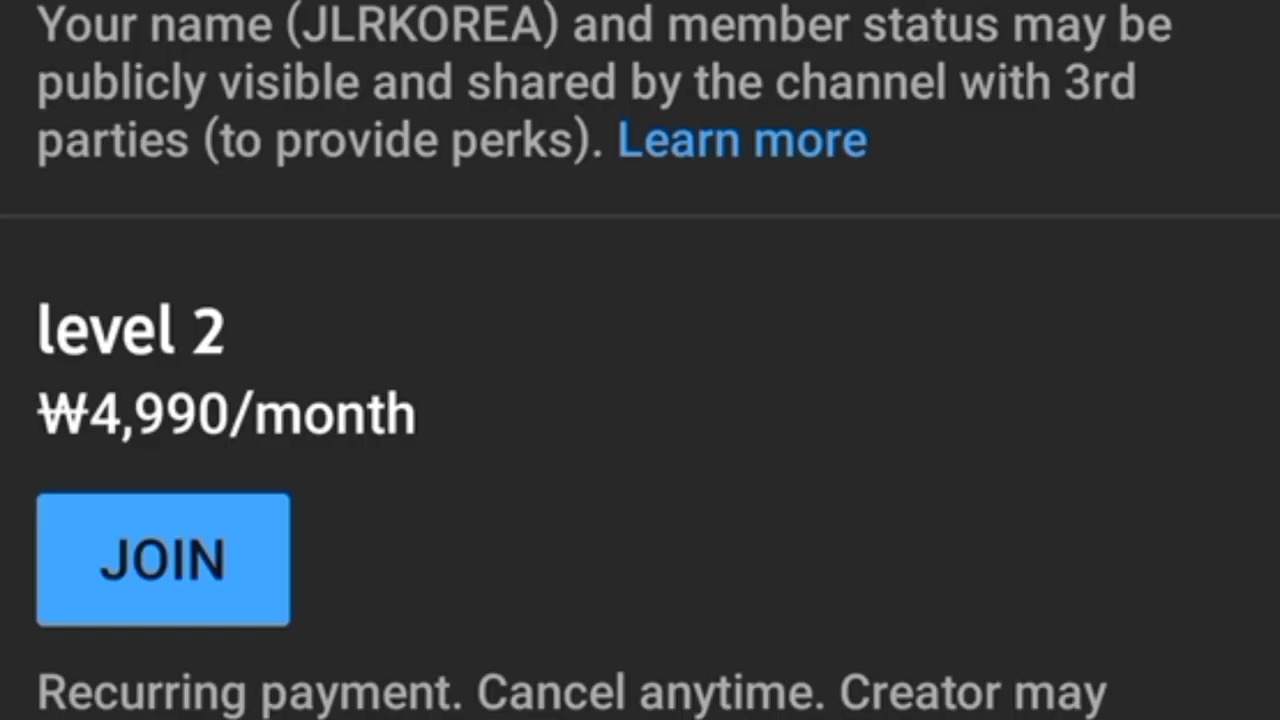 Your name (JLRKOREA) and member status may be
publicly visible and shared by the channel with 3rd
parties (to provide perks). Learn more
level 2
₩4,990/month
JOIN
Recurring payment. Cancel anytime. Creator may